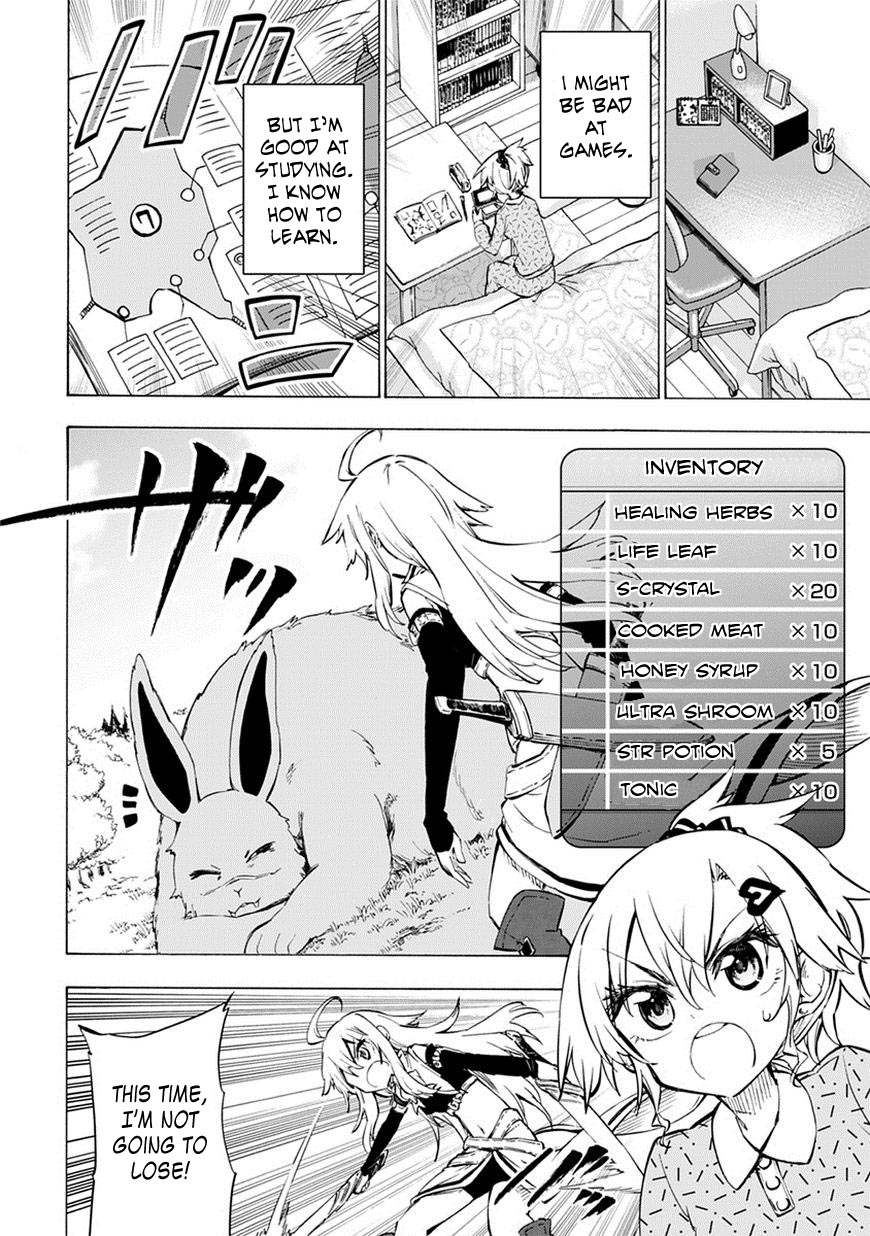 I MIGHT
BE BAD
AT
GAMES.
BUT I'M
GOOD AT
STUDYING.
I KNOW
HOW TO
LEARN.
INVENTORY
HEALING HERBS ×10
LIFE LEAF ×10
S-CRYSTAL ×20
COOKED MEAT ×10
HONEY SYRUP ×10
ULTRA SHROOM ×10
STR POTION × 5
TONIC ×10
ザッ
THIS TIME,
I'M NOT
GOING TO
LOSE!